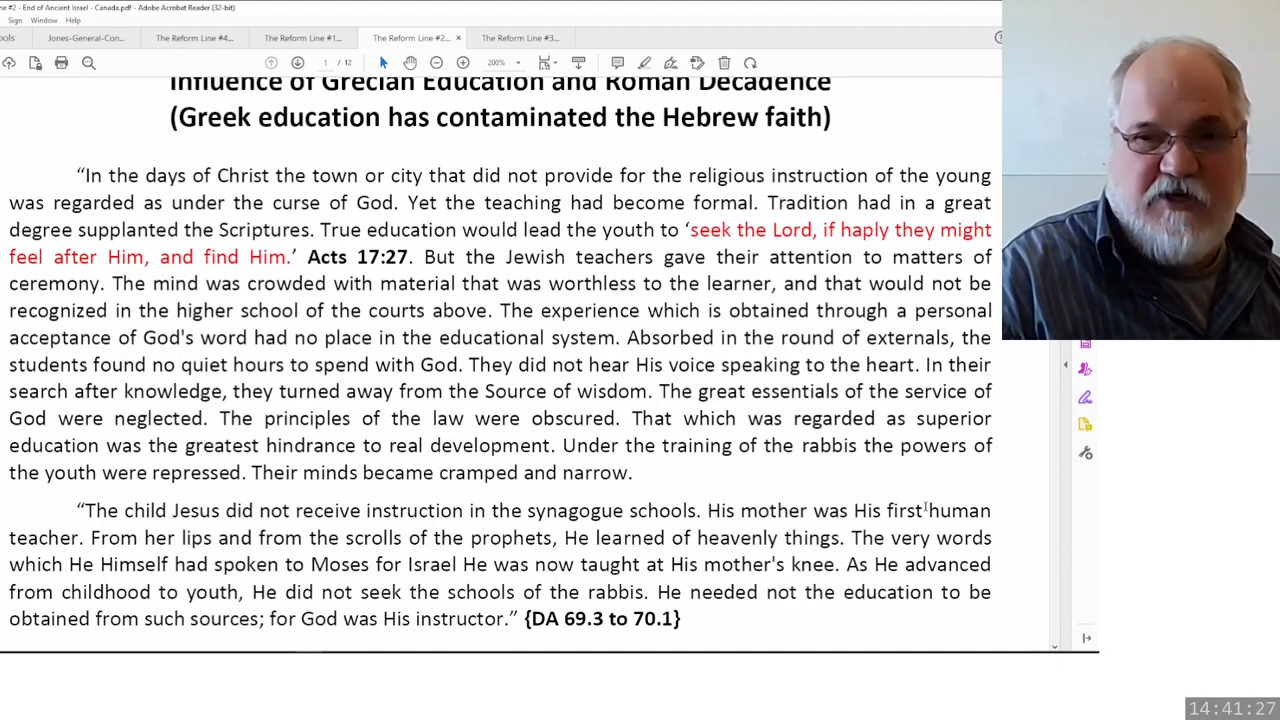 ne #2 - End of Ancient Israel - Canada.pdf - Adobe Acrobat Reader (32-bit)
Sign Window Help
ols Jones-General-Con... The Reform Line #4... The Reform Line #1... The Reform Line #2... × The Reform Line #3...
1 / 12 200%
Influence of Grecian Education and Roman Decadence
(Greek education has contaminated the Hebrew faith)
“In the days of Christ the town or city that did not provide for the religious instruction of the young
was regarded as under the curse of God. Yet the teaching had become formal. Tradition had in a great
degree supplanted the Scriptures. True education would lead the youth to ‘seek the Lord, if haply they might
feel after Him, and find Him.’ Acts 17:27. But the Jewish teachers gave their attention to matters of
ceremony. The mind was crowded with material that was worthless to the learner, and that would not be
recognized in the higher school of the courts above. The experience which is obtained through a personal
acceptance of God's word had no place in the educational system. Absorbed in the round of externals, the
students found no quiet hours to spend with God. They did not hear His voice speaking to the heart. In their
search after knowledge, they turned away from the Source of wisdom. The great essentials of the service of
God were neglected. The principles of the law were obscured. That which was regarded as superior
education was the greatest hindrance to real development. Under the training of the rabbis the powers of
the youth were repressed. Their minds became cramped and narrow.
“The child Jesus did not receive instruction in the synagogue schools. His mother was His first human
teacher. From her lips and from the scrolls of the prophets, He learned of heavenly things. The very words
which He Himself had spoken to Moses for Israel He was now taught at His mother's knee. As He advanced
from childhood to youth, He did not seek the schools of the rabbis. He needed not the education to be
obtained from such sources; for God was His instructor.” {DA 69.3 to 70.1}
14:41:27